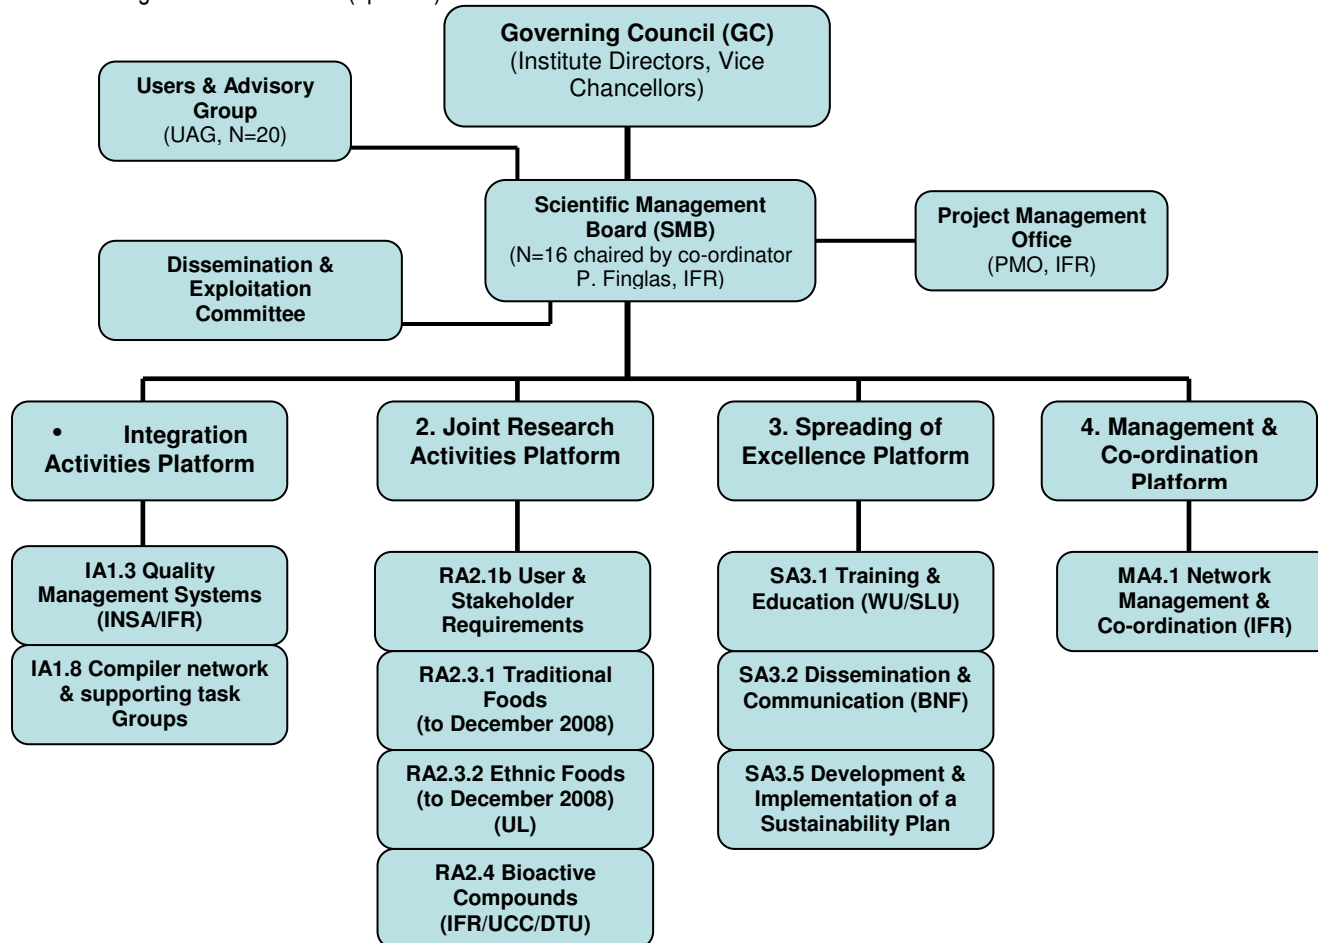 Governing Council (GC)
(Institute Directors, Vice
Chancellors)
Users & Advisory
Group
(UAG, N=20)
Scientific Management
Board (SMB)
(N=16 chaired by co-ordinator
P. Finglas, IFR)
Project Management
Office
(PMO, IFR)
Dissemination &
Exploitation
Committee
• Integration
Activities Platform
2. Joint Research
Activities Platform
3. Spreading of
Excellence Platform
4. Management &
Co-ordination
Platform
IA1.3 Quality
Management Systems
(INSA/IFR)
IA1.8 Compiler network
& supporting task
Groups
RA2.1b User &
Stakeholder
Requirements
RA2.3.1 Traditional
Foods
(to December 2008)
RA2.3.2 Ethnic Foods
(to December 2008)
(UL)
RA2.4 Bioactive
Compounds
(IFR/UCC/DTU)
SA3.1 Training &
Education (WU/SLU)
SA3.2 Dissemination &
Communication (BNF)
SA3.5 Development &
Implementation of a
Sustainability Plan
MA4.1 Network
Management &
Co-ordination (IFR)